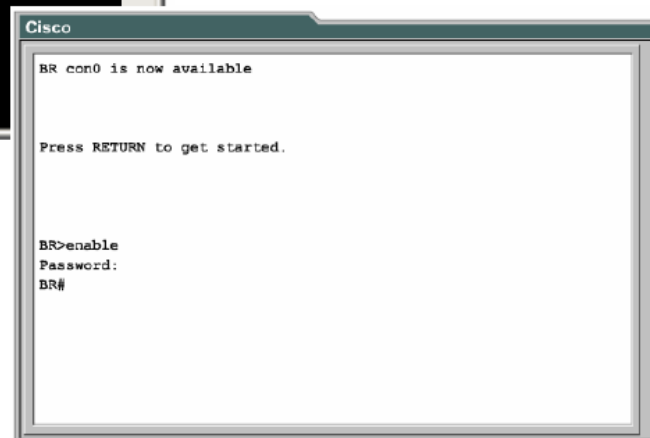 Cisco
BR con0 is now available
Press RETURN to get started.
BR>enable
Password:
BR#